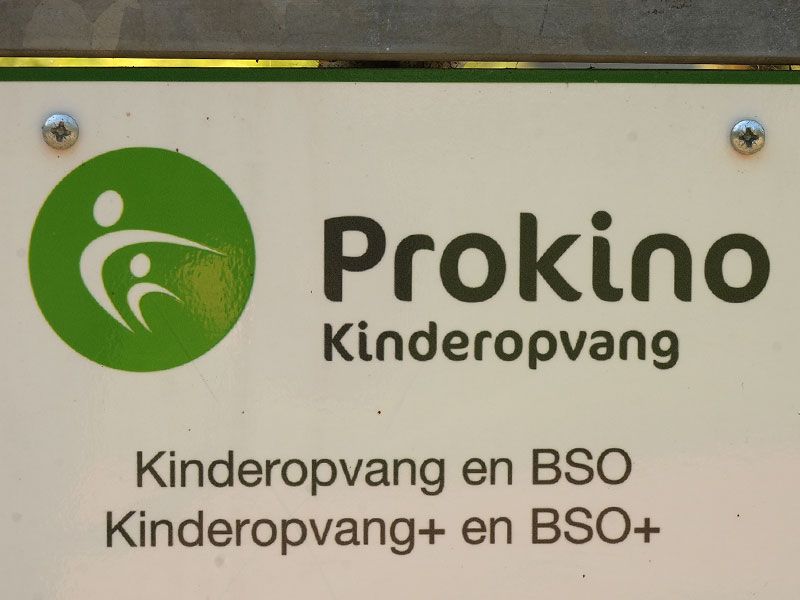 Prokino
Kinderopvang
Kinderopvang en BSO
Kinderopvang+ en BSO+